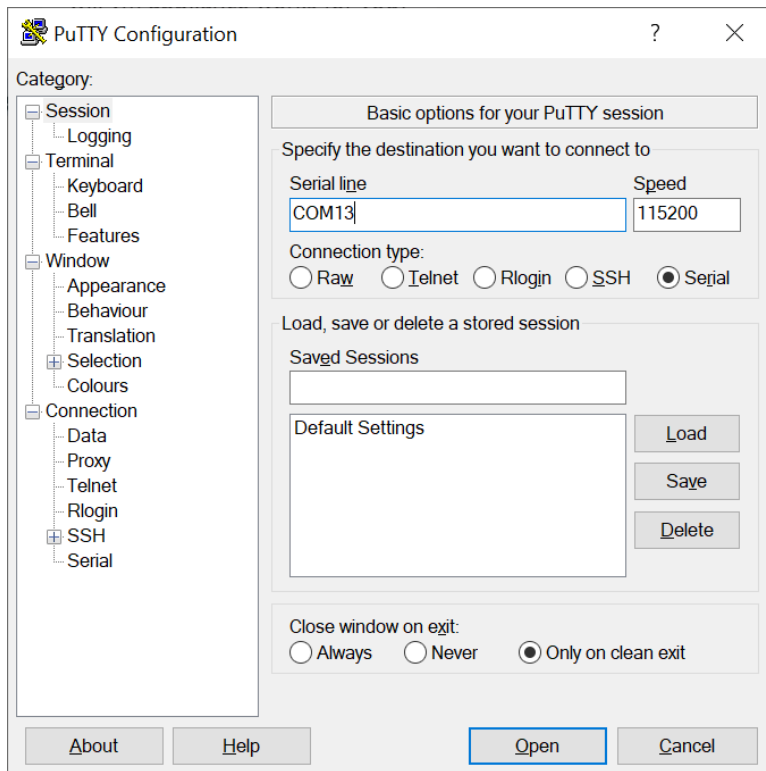 PuTTY Configuration
?
Category:
Session
Logging
Terminal
Keyboard
Bell
Features
Window
Appearance
Behaviour
Translation
Selection
Colours
Connection
Data
Proxy
Telnet
Rlogin
SSH
Serial
Basic options for your PuTTY session
Specify the destination you want to connect to
Serial line Speed
COM13 115200
Connection type:
Raw Telnet Rlogin SSH Serial
Load, save or delete a stored session
Saved Sessions
Default Settings
Load
Save
Delete
Close window on exit:
Always Never Only on clean exit
About Help Open Cancel